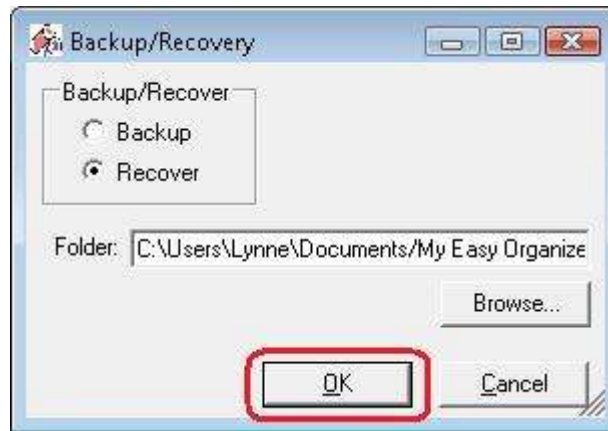 Backup/Recovery
Backup/Recover
Backup
Recover
Folder: C:\Users\Lynne\Documents/My Easy Organize
Browse...
OK
Cancel